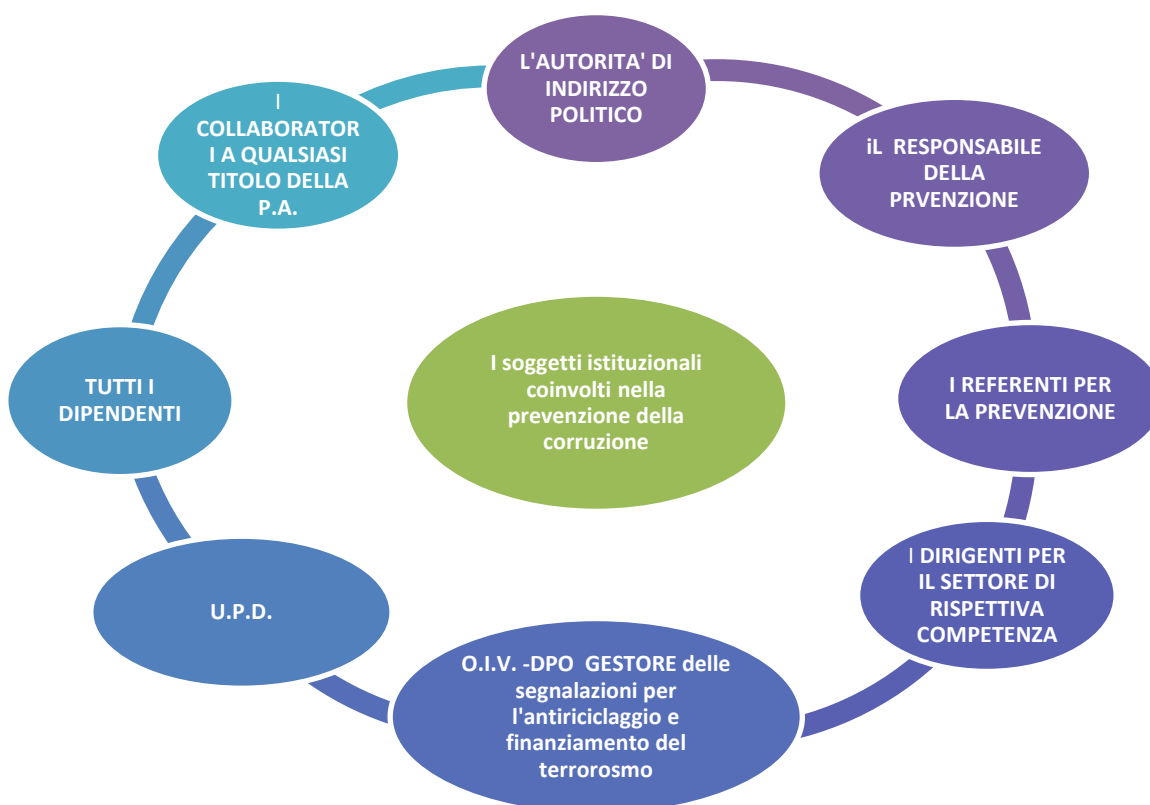 L'AUTORITA' DI
INDIRIZZO
POLITICO
iL RESPONSABILE
DELLA
PRVENZIONE
I REFERENTI PER
LA PREVENZIONE
I DIRIGENTI PER
IL SETTORE DI
RISPETTIVA
COMPETENZA
O.I.V. -DPO GESTORE delle
segnalazioni per
l'antiriciclaggio e
finanziamento del
terrorosmo
U.P.D.
TUTTI I
DIPENDENTI
I
COLLABORATOR
I A QUALSIASI
TITOLO DELLA
P.A.
I soggetti istituzionali
coinvolti nella
prevenzione della
corruzione